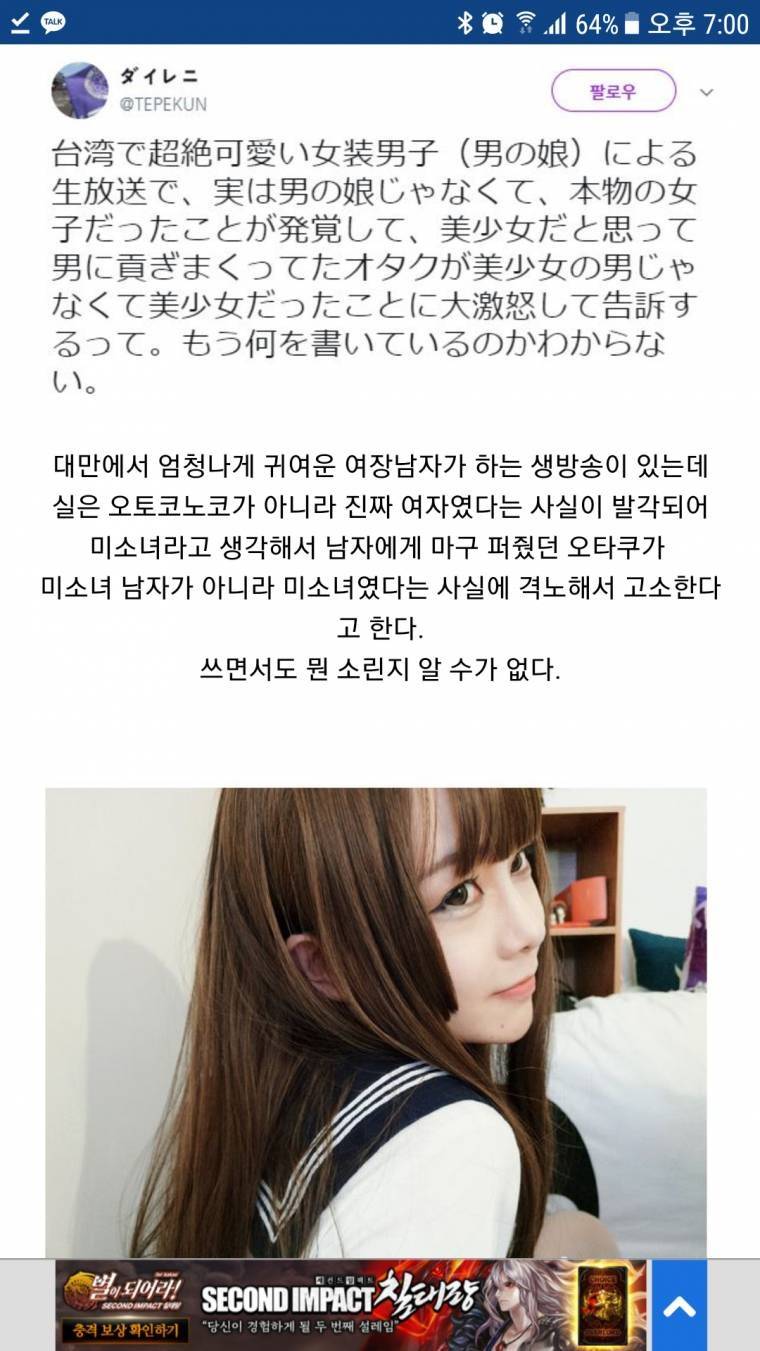 TALK
64%
오후 7:00
ダイレニ
@TEPEKUN
팔로우
台湾で超絶可愛い女装男子（男の娘）による
生放送で、実は男の娘じゃなくて、本物の女
子だったことが発覚して、美少女だと思って
男に貢ぎまくってたオタクが美少女の男じゃ
なくて美少女だったことに大激怒して告訴す
るって。もう何を書いているのかわからな
い。
대만에서 엄청나게 귀여운 여장남자가 하는 생방송이 있는데
실은 오토코노코가 아니라 진짜 여자였다는 사실이 발각되어
미소녀라고 생각해서 남자에게 마구 퍼줬던 오타쿠가
미소녀 남자가 아니라 미소녀였다는 사실에 격노해서 고소한다
고 한다.
쓰면서도 뭔 소린지 알 수가 없다.
별이 되어라!
SECOND IMPACT
충격 보상 확인하기
세컨드 임팩트
SECOND IMPACT 칠태랑
"당신이 경험하게 될 두 번째 설레임"
CHOICE